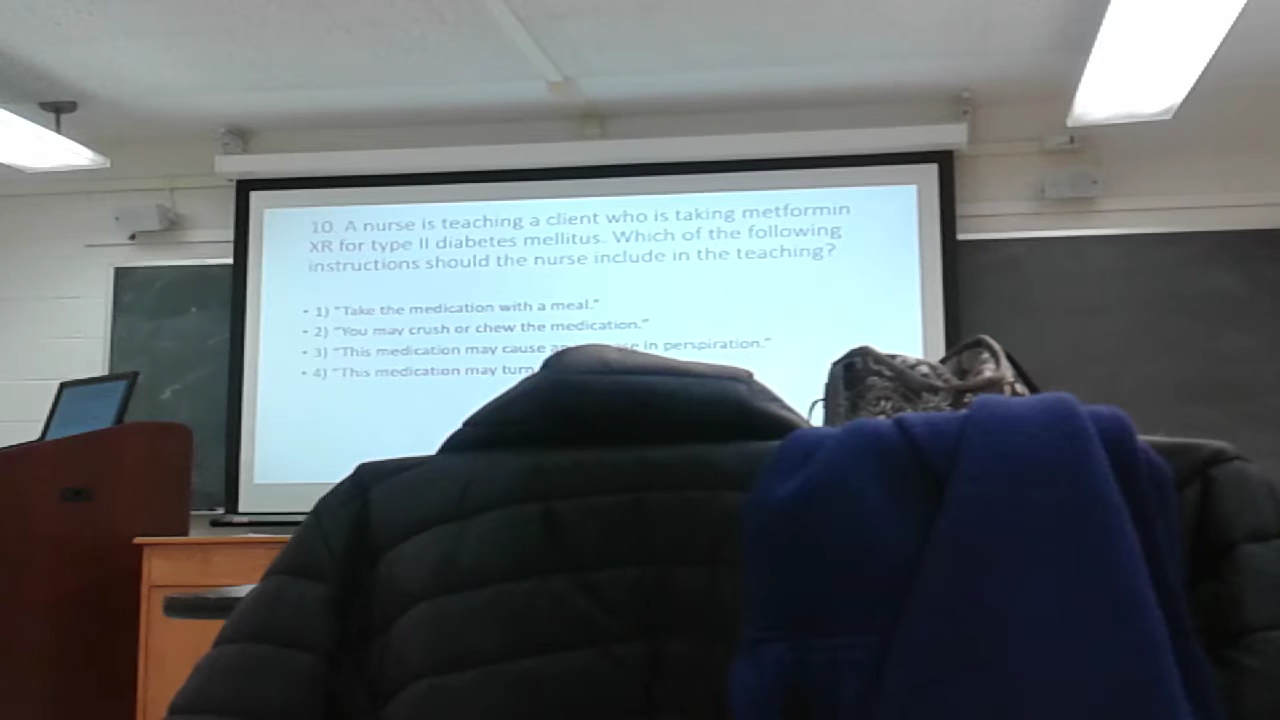 10. A nurse is teaching a client who is taking metformin
XR for type II diabetes mellitus. Which of the following
instructions should the nurse include in the teaching?
• 1) "Take the medication with a meal."
• 2) "You may crush or chew the medication."
• 3) "This medication may cause in perspiration."
• 4) "This medication may turn